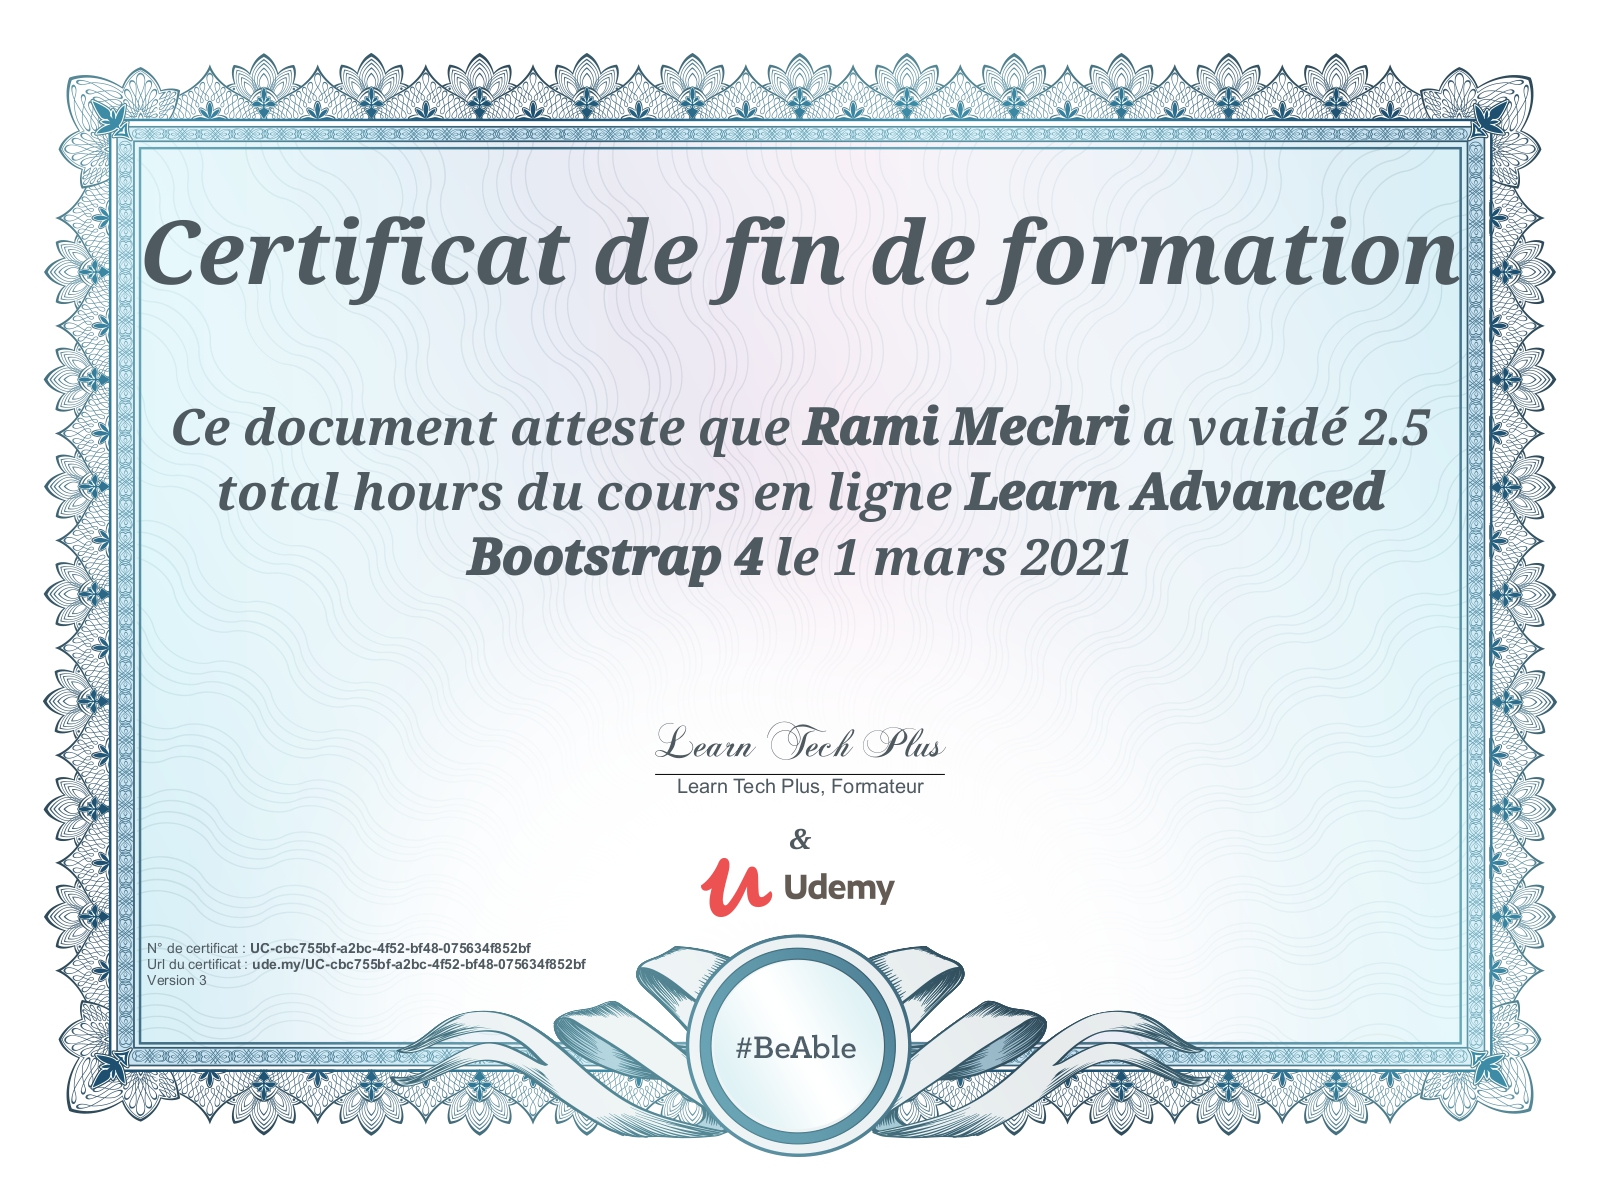 Certificat de fin de formation
Ce document atteste que Rami Mechri a validé 2.5
total hours du cours en ligne Learn Advanced
Bootstrap 4 le 1 mars 2021
Learn Tech Plus
Learn Tech Plus, Formateur
&
Udemy
N° de certificat : UC-cbc755bf-a2bc-4f52-bf48-075634f852bf
Url du certificat : ude.my/UC-cbc755bf-a2bc-4f52-bf48-075634f852bf
Version 3
#BeAble